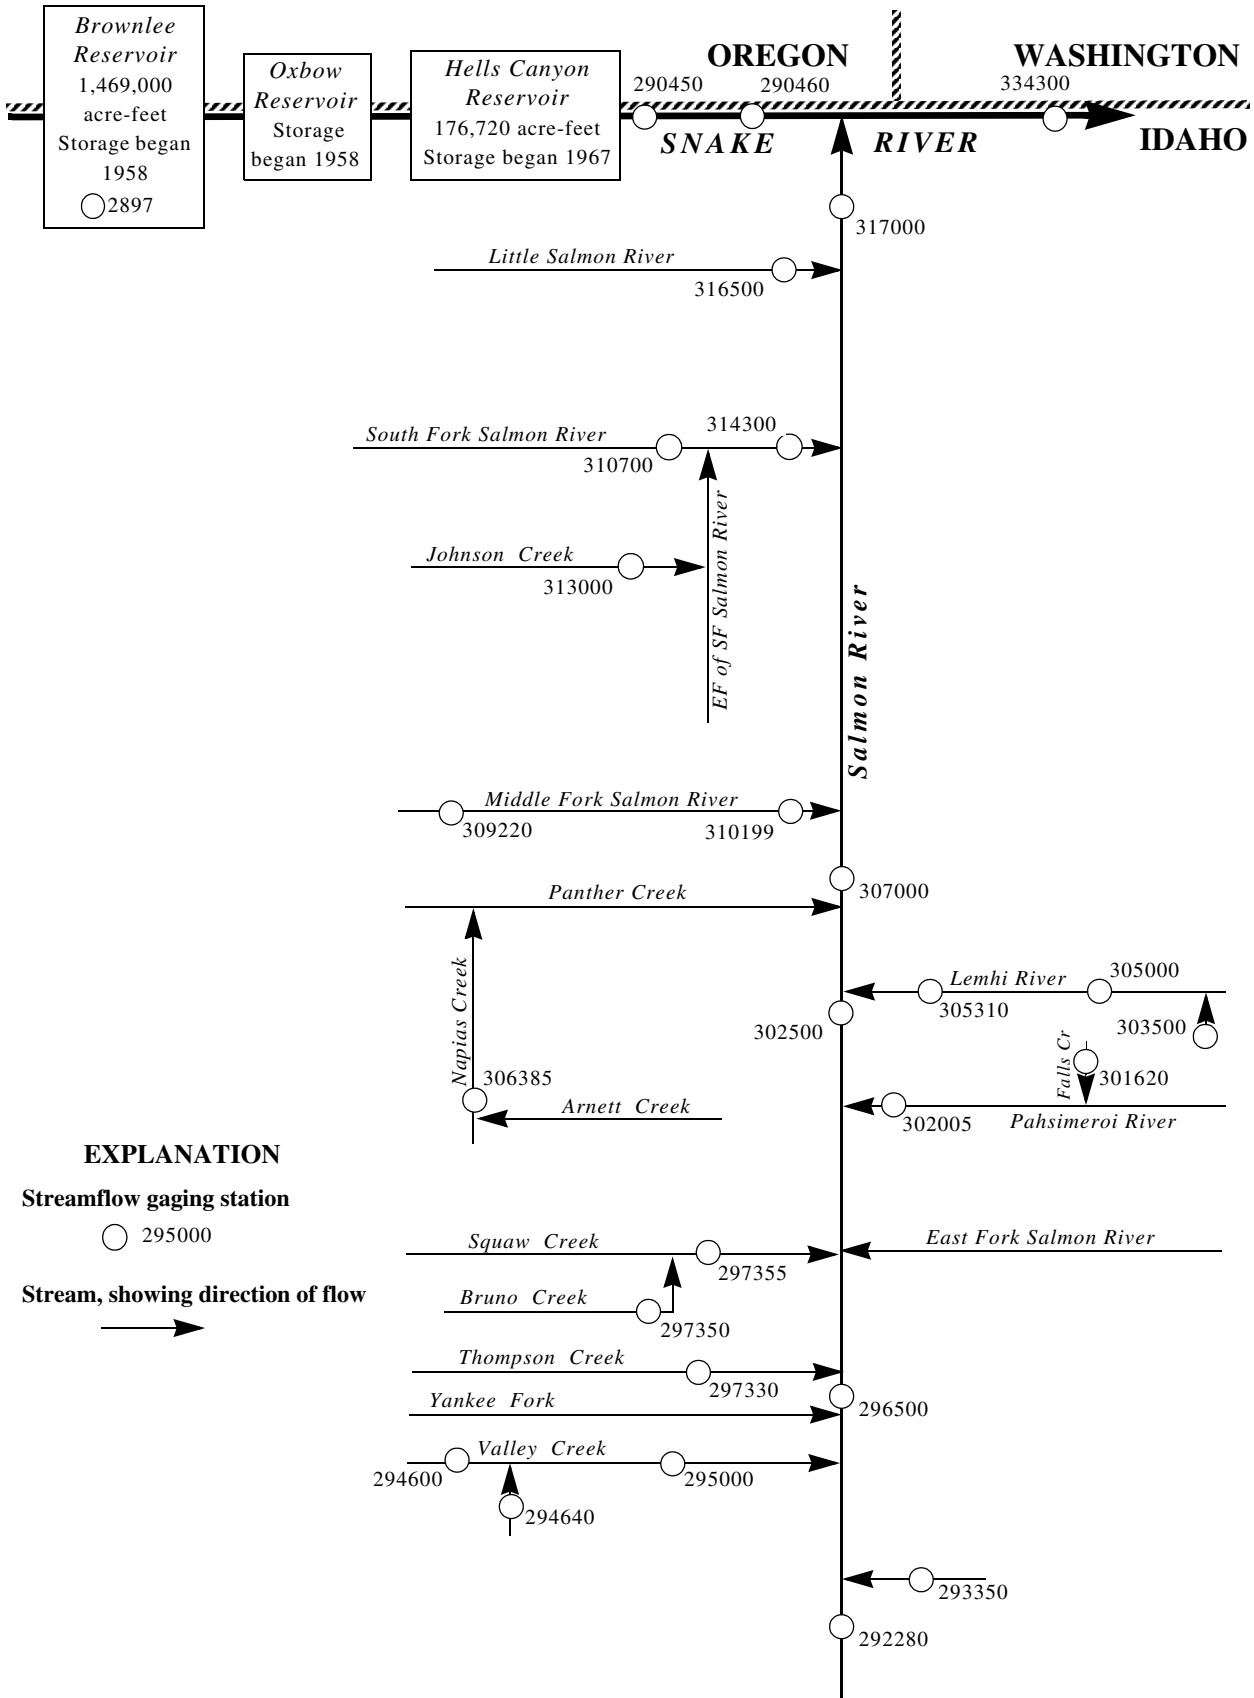 Brownlee
Reservoir
1,469,000
acre-feet
Storage began
1958
2897
Oxbow
Reservoir
Storage
began 1958
Hells Canyon
Reservoir
176,720 acre-feet
Storage began 1967
OREGON
WASHINGTON
290450
290460
334300
SNAKE RIVER
IDAHO
317000
Little Salmon River
316500
South Fork Salmon River
314300
310700
EF of SF Salmon River
Johnson Creek
313000
Salmon River
Middle Fork Salmon River
309220
310199
307000
Panther Creek
Napias Creek
306385
Arnett Creek
Lemhi River
305000
305310
303500
302500
Falls Cr
301620
302005
Pahsimeroi River
EXPLANATION
Streamflow gaging station
295000
Stream, showing direction of flow
Squaw Creek
297355
East Fork Salmon River
Bruno Creek
297350
Thompson Creek
297330
296500
Yankee Fork
Valley Creek
294600
295000
294640
293350
292280